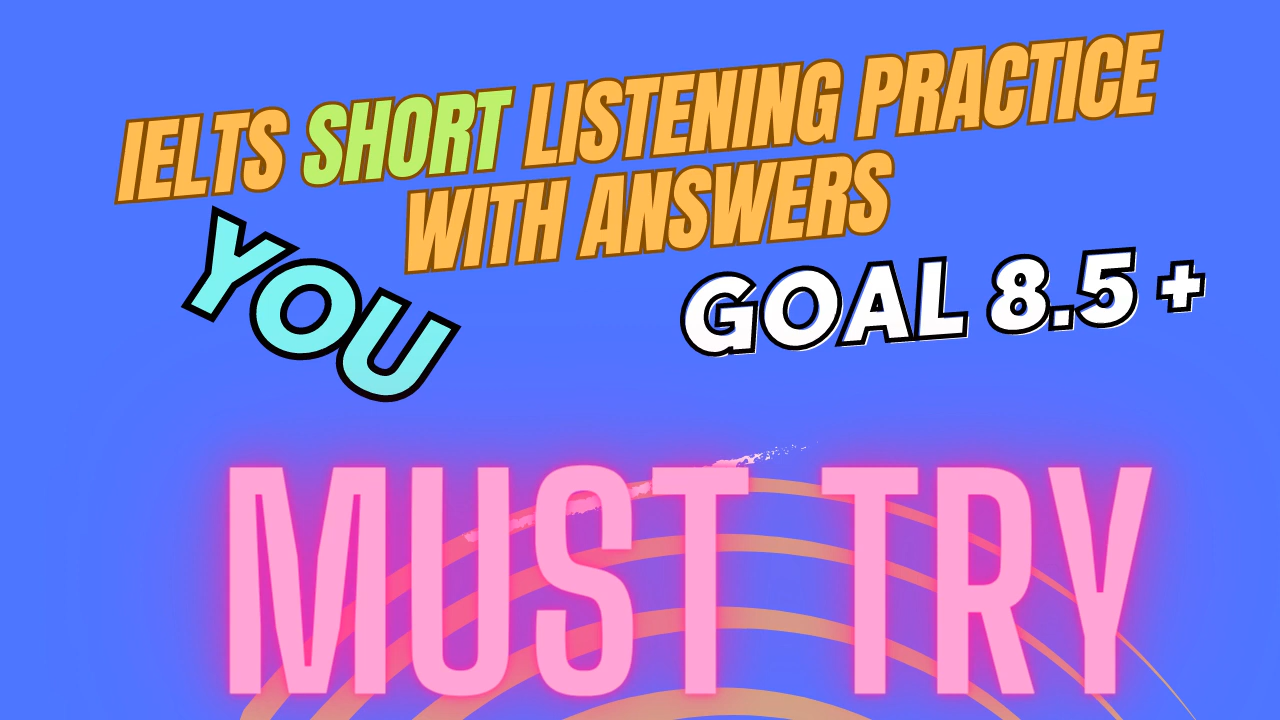 IELTS SHORT LISTENING PRACTICE
WITH ANSWERS
YOU
GOAL 8.5 +
MUST TRY